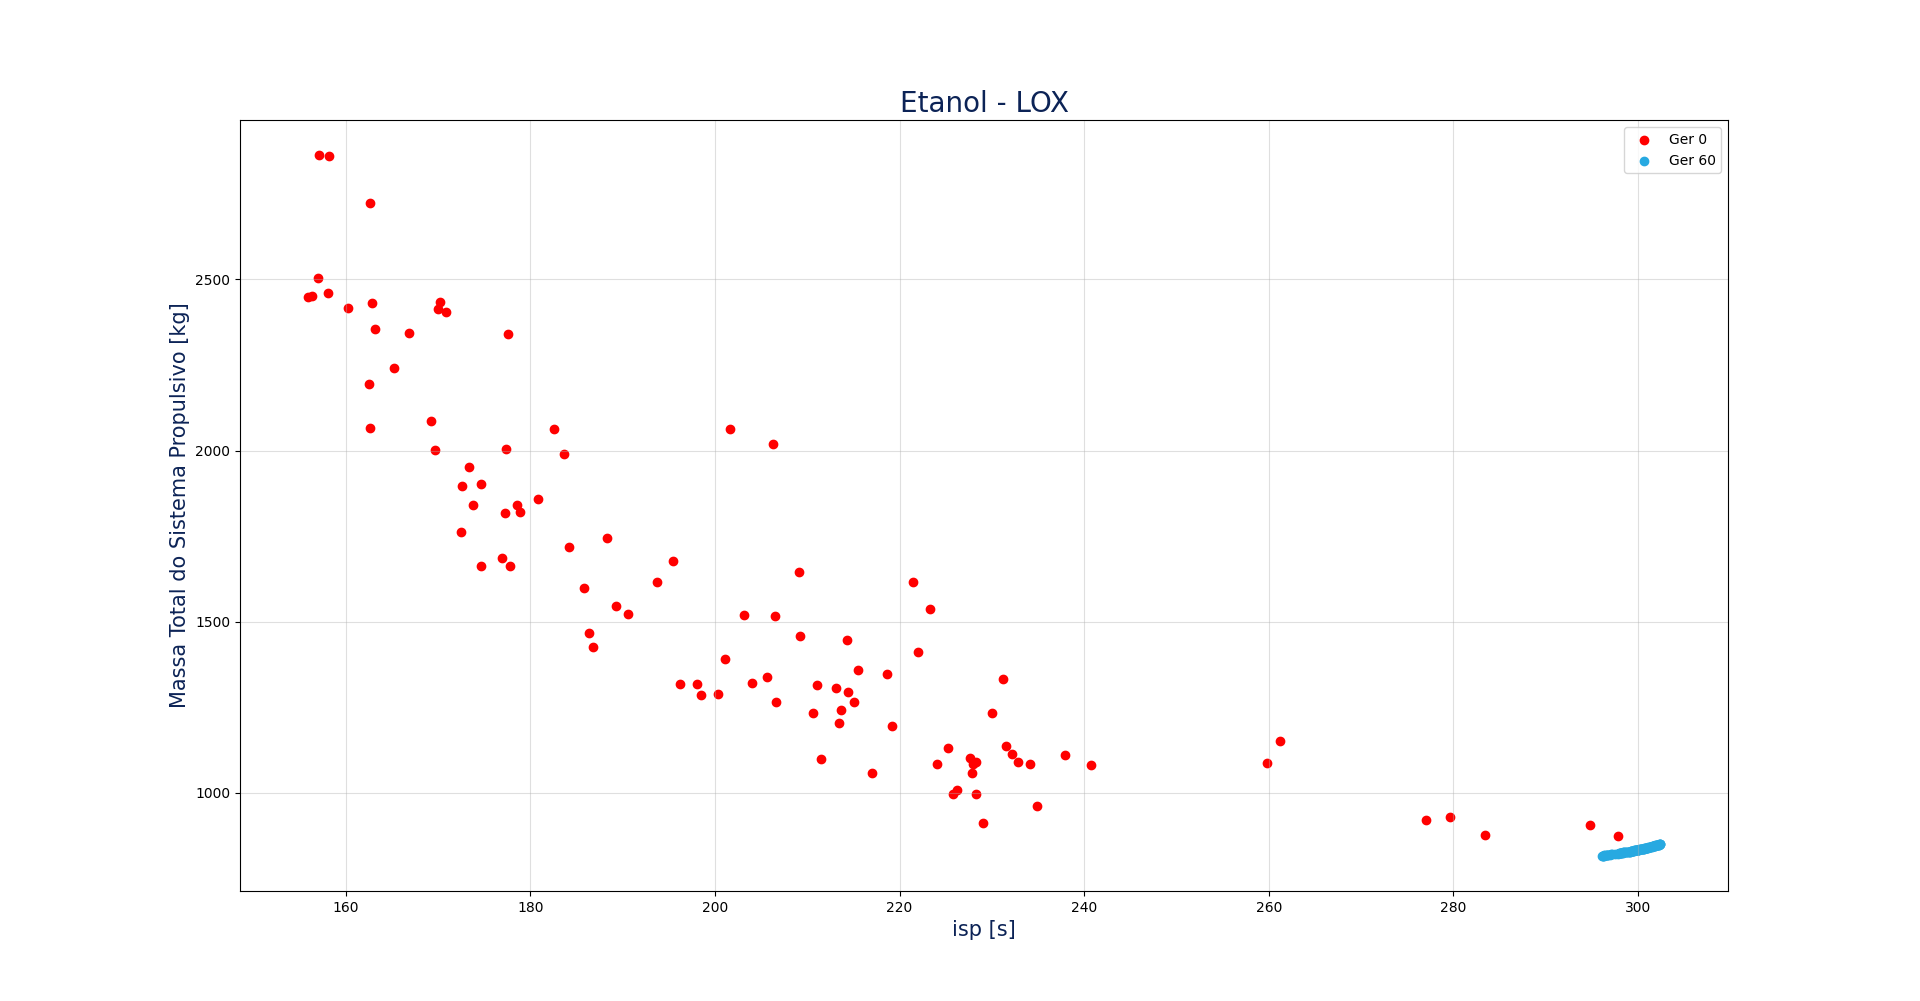 Etanol - LOX
Ger 0
Ger 60
Massa Total do Sistema Propulsivo [kg]
2500
2000
1500
1000
160 180 200 220 240 260 280 300
isp [s]